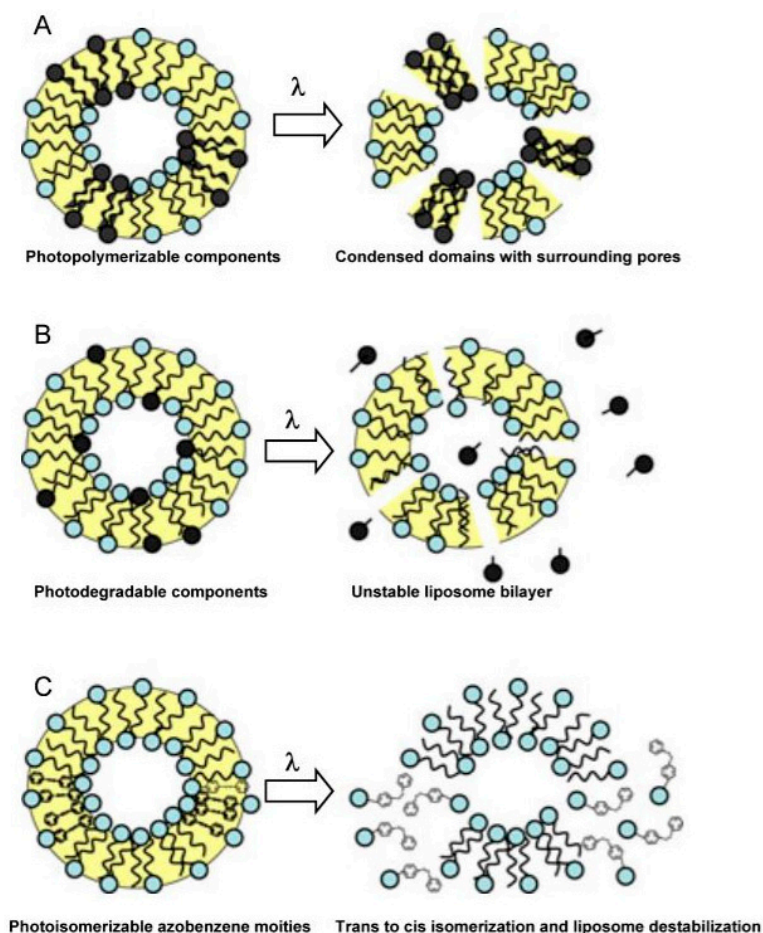 A
λ
Photopolymerizable components Condensed domains with surrounding pores
B
λ
Photodegradable components Unstable liposome bilayer
C
λ
Photoisomerizable azobenzene moities Trans to cis isomerization and liposome destabilization